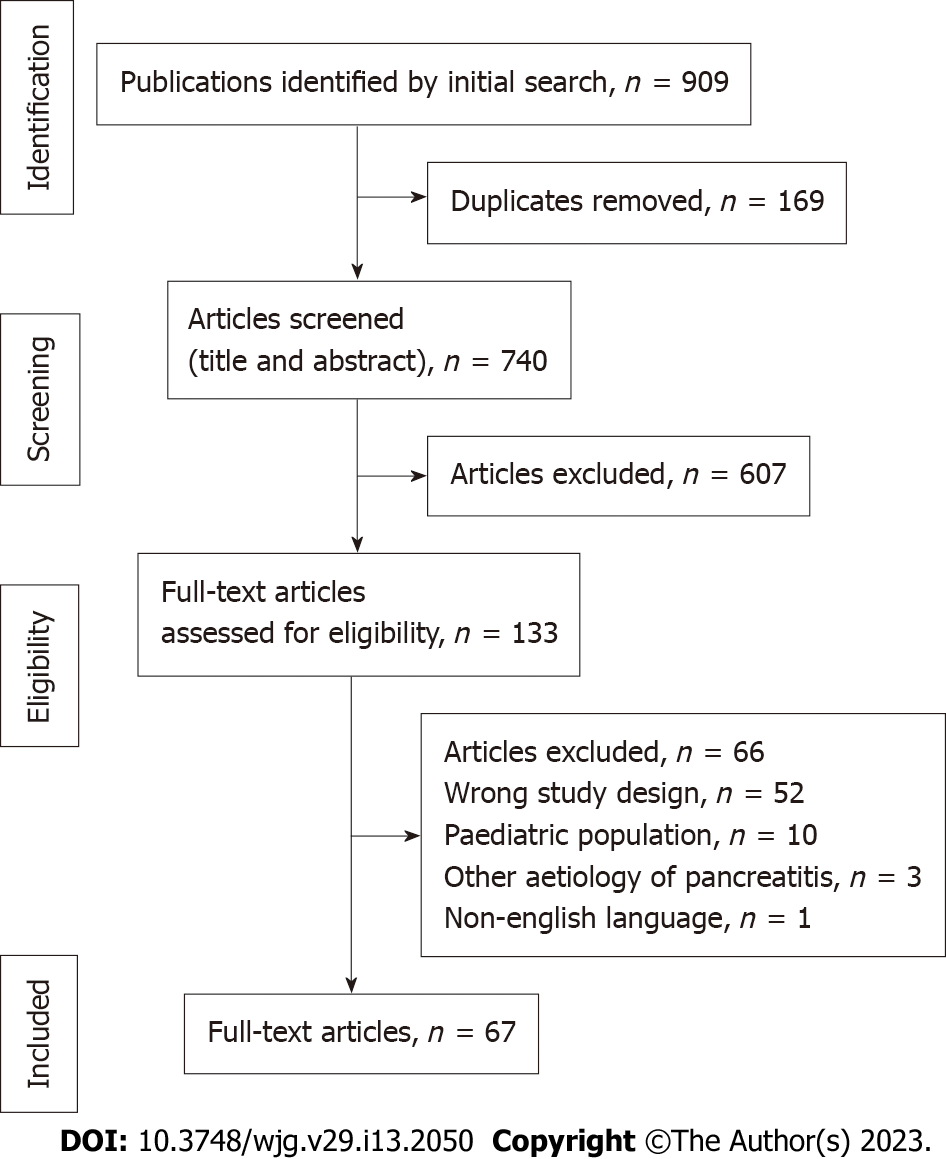 Identification
Publications identified by initial search, n = 909
Duplicates removed, n = 169
Screening
Articles screened
(title and abstract), n = 740
Articles excluded, n = 607
Eligibility
Full-text articles
assessed for eligibility, n = 133
Articles excluded, n = 66
Wrong study design, n = 52
Paediatric population, n = 10
Other aetiology of pancreatitis, n = 3
Non-english language, n = 1
Included
Full-text articles, n = 67
DOI: 10.3748/wjg.v29.i13.2050 Copyright ©The Author(s) 2023.